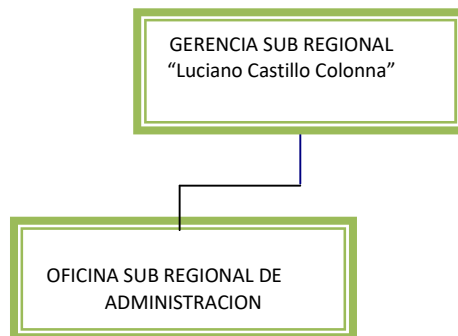 GERENCIA SUB REGIONAL
“Luciano Castillo Colonna”
OFICINA SUB REGIONAL DE
ADMINISTRACION